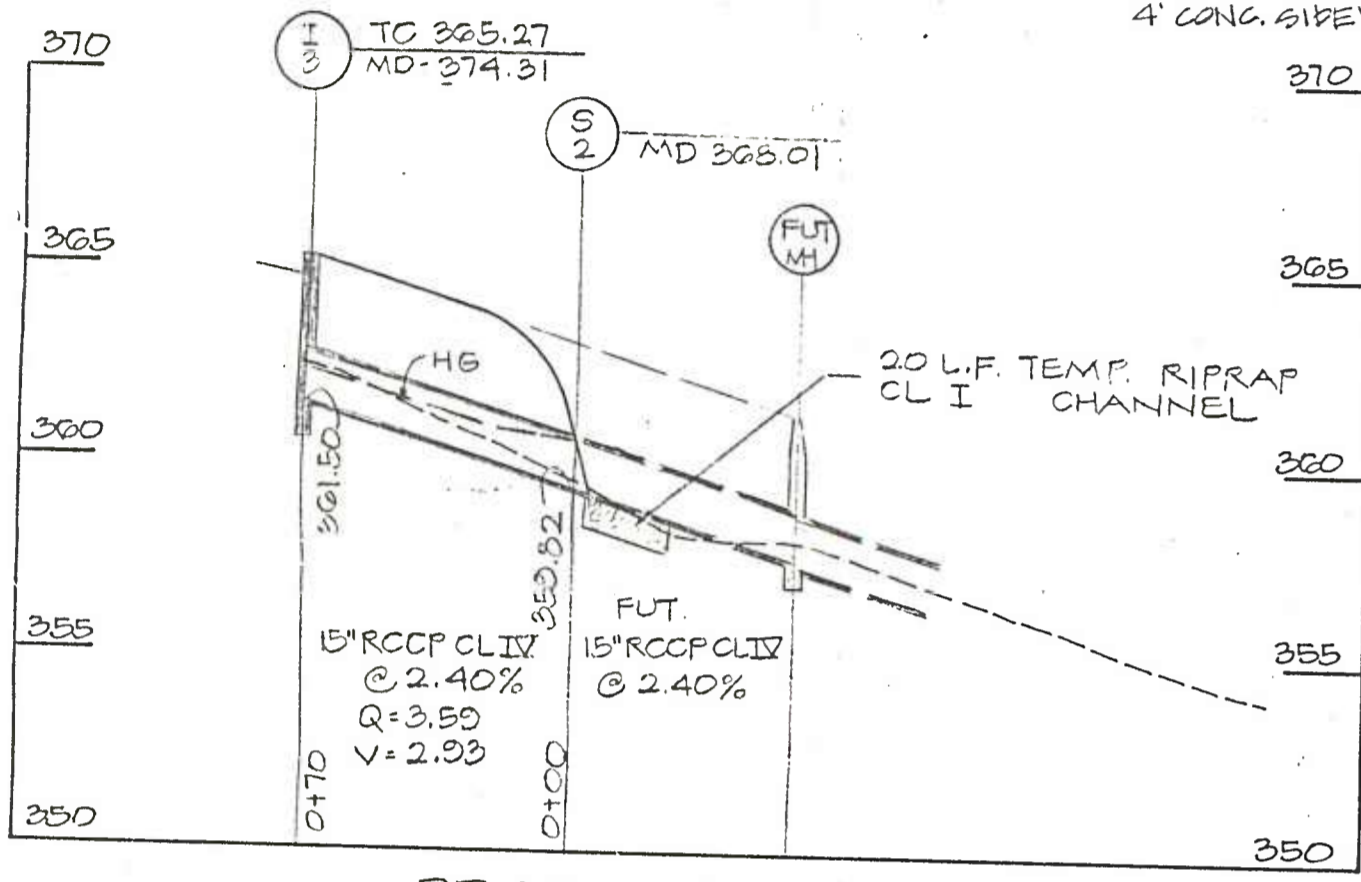 4' CONC. SIDE
370
I
3
TC 365.27
MD-374.31
370
S
2
MD 368.01
FUT
MH
365
365
HG
20 L.F. TEMP. RIPRAP
CL I CHANNEL
360
360
361.50
359.82
FUT.
355
15" RCCP CL IV
@ 2.40%
Q=3.59
V=2.93
15" RCCP CL IV
@ 2.40%
355
0+70
0+00
350
350